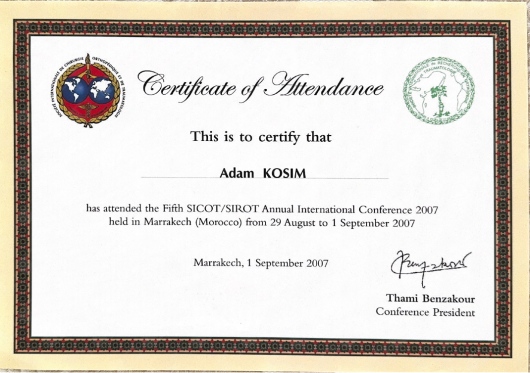 Certificate of Attendance
This is to certify that
Adam KOSIM
has attended the Fifth SICOT/SIROT Annual International Conference 2007
held in Marrakech (Morocco) from 29 August to 1 September 2007
Marrakech, 1 September 2007
Thami Benzakour
Conference President